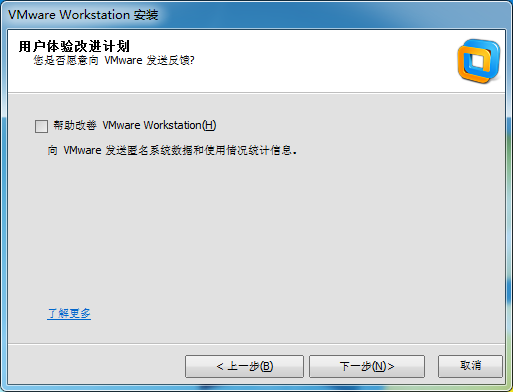 VMware Workstation 安装
用户体验改进计划
您是否愿意向 VMware 发送反馈?
帮助改善 VMware Workstation(H)
向 VMware 发送匿名系统数据和使用情况统计信息。
了解更多
< 上一步(B)
下一步(N)>
取消